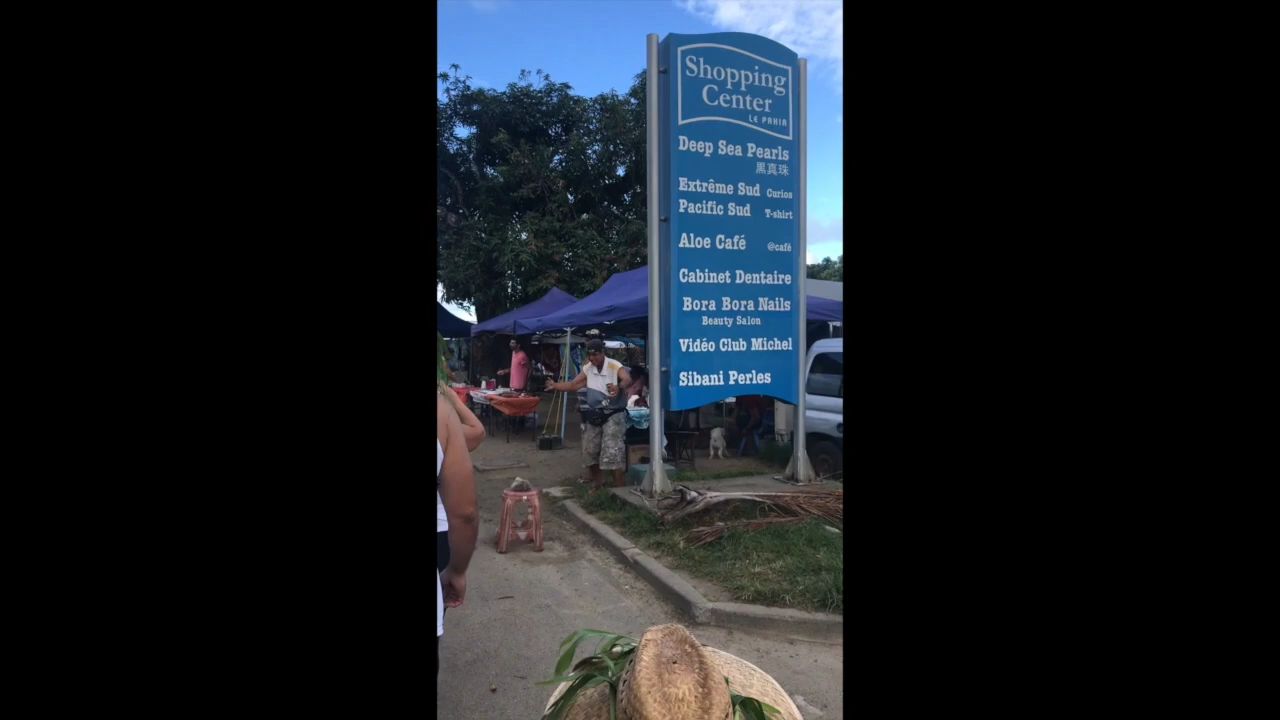 Shopping
Center
LE PAHIA
Deep Sea Pearls
黒真珠
Extrême Sud Curios
Pacific Sud T-shirt
Aloe Café @café
Cabinet Dentaire
Bora Bora Nails
Beauty Salon
Vidéo Club Michel
Sibani Perles